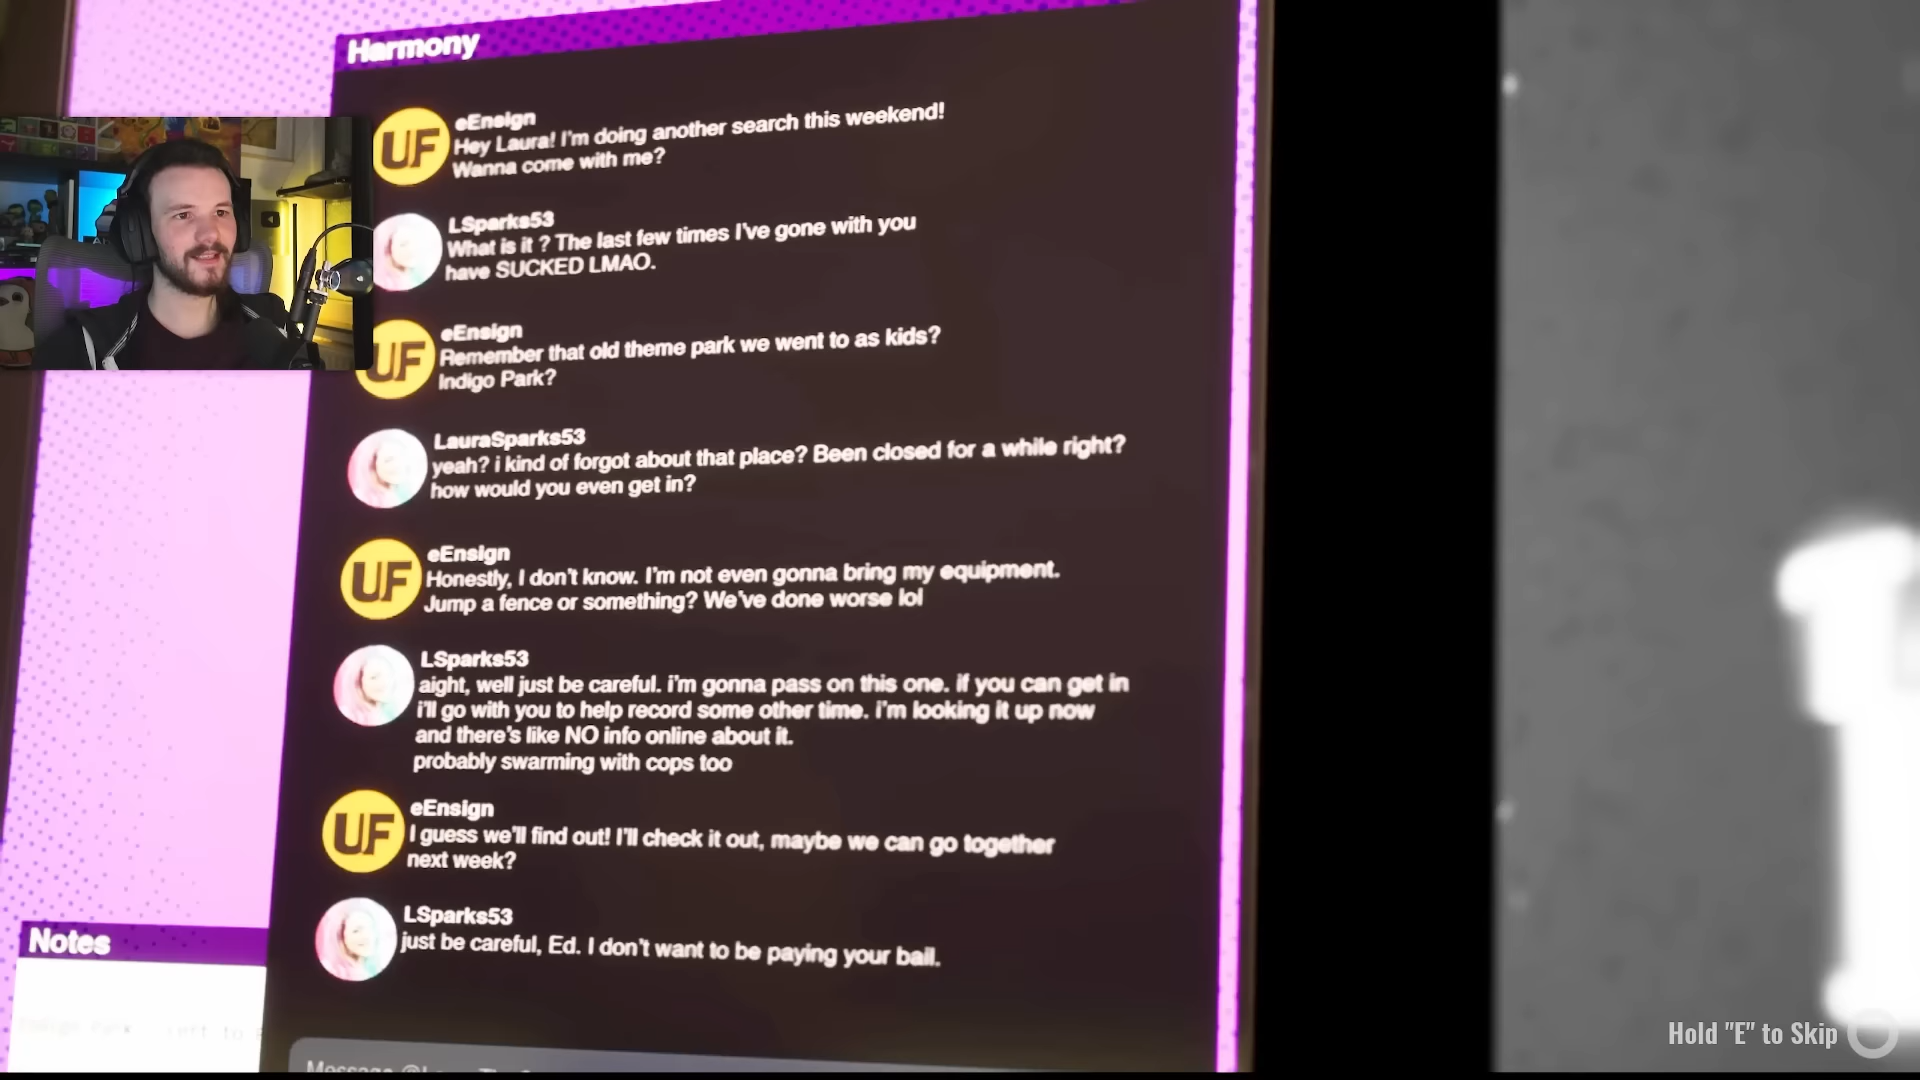 Harmony
UF
eEnsign
Hey Laura! I'm doing another search this weekend!
Wanna come with me?
LSparks53
What is it ? The last few times I've gone with you
have SUCKED LMAO.
UF
eEnsign
Remember that old theme park we went to as kids?
Indigo Park?
LauraSparks53
yeah? i kind of forgot about that place? Been closed for a while right?
how would you even get in?
UF
eEnsign
Honestly, I don't know. I'm not even gonna bring my equipment.
Jump a fence or something? We've done worse lol
LSparks53
aight, well just be careful. i'm gonna pass on this one. if you can get in
i'll go with you to help record some other time. i'm looking it up now
and there's like NO info online about it.
probably swarming with cops too
UF
eEnsign
I guess we'll find out! I'll check it out, maybe we can go together
next week?
LSparks53
just be careful, Ed. I don't want to be paying your bail.
Notes
Park
Message
Hold "E" to Skip